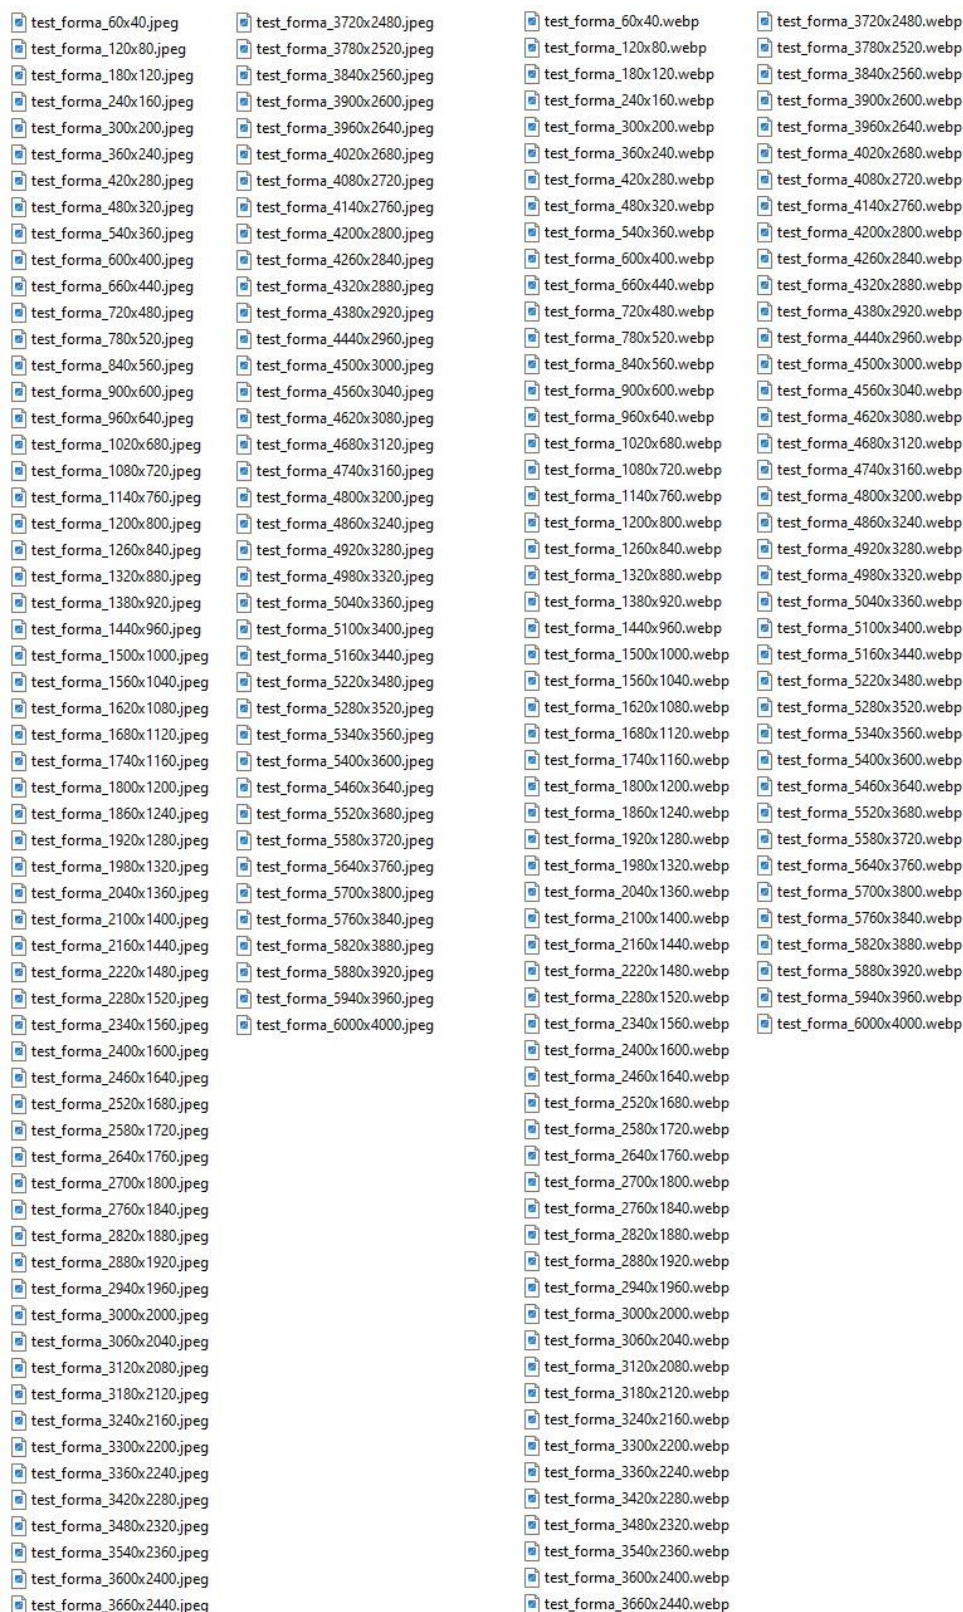 test_forma_60x40.jpeg
test_forma_120x80.jpeg
test_forma_180x120.jpeg
test_forma_240x160.jpeg
test_forma_300x200.jpeg
test_forma_360x240.jpeg
test_forma_420x280.jpeg
test_forma_480x320.jpeg
test_forma_540x360.jpeg
test_forma_600x400.jpeg
test_forma_660x440.jpeg
test_forma_720x480.jpeg
test_forma_780x520.jpeg
test_forma_840x560.jpeg
test_forma_900x600.jpeg
test_forma_960x640.jpeg
test_forma_1020x680.jpeg
test_forma_1080x720.jpeg
test_forma_1140x760.jpeg
test_forma_1200x800.jpeg
test_forma_1260x840.jpeg
test_forma_1320x880.jpeg
test_forma_1380x920.jpeg
test_forma_1440x960.jpeg
test_forma_1500x1000.jpeg
test_forma_1560x1040.jpeg
test_forma_1620x1080.jpeg
test_forma_1680x1120.jpeg
test_forma_1740x1160.jpeg
test_forma_1800x1200.jpeg
test_forma_1860x1240.jpeg
test_forma_1920x1280.jpeg
test_forma_1980x1320.jpeg
test_forma_2040x1360.jpeg
test_forma_2100x1400.jpeg
test_forma_2160x1440.jpeg
test_forma_2220x1480.jpeg
test_forma_2280x1520.jpeg
test_forma_2340x1560.jpeg
test_forma_2400x1600.jpeg
test_forma_2460x1640.jpeg
test_forma_2520x1680.jpeg
test_forma_2580x1720.jpeg
test_forma_2640x1760.jpeg
test_forma_2700x1800.jpeg
test_forma_2760x1840.jpeg
test_forma_2820x1880.jpeg
test_forma_2880x1920.jpeg
test_forma_2940x1960.jpeg
test_forma_3000x2000.jpeg
test_forma_3060x2040.jpeg
test_forma_3120x2080.jpeg
test_forma_3180x2120.jpeg
test_forma_3240x2160.jpeg
test_forma_3300x2200.jpeg
test_forma_3360x2240.jpeg
test_forma_3420x2280.jpeg
test_forma_3480x2320.jpeg
test_forma_3540x2360.jpeg
test_forma_3600x2400.jpeg
test_forma_3660x2440.jpeg
test_forma_3720x2480.jpeg
test_forma_3780x2520.jpeg
test_forma_3840x2560.jpeg
test_forma_3900x2600.jpeg
test_forma_3960x2640.jpeg
test_forma_4020x2680.jpeg
test_forma_4080x2720.jpeg
test_forma_4140x2760.jpeg
test_forma_4200x2800.jpeg
test_forma_4260x2840.jpeg
test_forma_4320x2880.jpeg
test_forma_4380x2920.jpeg
test_forma_4440x2960.jpeg
test_forma_4500x3000.jpeg
test_forma_4560x3040.jpeg
test_forma_4620x3080.jpeg
test_forma_4680x3120.jpeg
test_forma_4740x3160.jpeg
test_forma_4800x3200.jpeg
test_forma_4860x3240.jpeg
test_forma_4920x3280.jpeg
test_forma_4980x3320.jpeg
test_forma_5040x3360.jpeg
test_forma_5100x3400.jpeg
test_forma_5160x3440.jpeg
test_forma_5220x3480.jpeg
test_forma_5280x3520.jpeg
test_forma_5340x3560.jpeg
test_forma_5400x3600.jpeg
test_forma_5460x3640.jpeg
test_forma_5520x3680.jpeg
test_forma_5580x3720.jpeg
test_forma_5640x3760.jpeg
test_forma_5700x3800.jpeg
test_forma_5760x3840.jpeg
test_forma_5820x3880.jpeg
test_forma_5880x3920.jpeg
test_forma_5940x3960.jpeg
test_forma_6000x4000.jpeg
test_forma_60x40.webp
test_forma_120x80.webp
test_forma_180x120.webp
test_forma_240x160.webp
test_forma_300x200.webp
test_forma_360x240.webp
test_forma_420x280.webp
test_forma_480x320.webp
test_forma_540x360.webp
test_forma_600x400.webp
test_forma_660x440.webp
test_forma_720x480.webp
test_forma_780x520.webp
test_forma_840x560.webp
test_forma_900x600.webp
test_forma_960x640.webp
test_forma_1020x680.webp
test_forma_1080x720.webp
test_forma_1140x760.webp
test_forma_1200x800.webp
test_forma_1260x840.webp
test_forma_1320x880.webp
test_forma_1380x920.webp
test_forma_1440x960.webp
test_forma_1500x1000.webp
test_forma_1560x1040.webp
test_forma_1620x1080.webp
test_forma_1680x1120.webp
test_forma_1740x1160.webp
test_forma_1800x1200.webp
test_forma_1860x1240.webp
test_forma_1920x1280.webp
test_forma_1980x1320.webp
test_forma_2040x1360.webp
test_forma_2100x1400.webp
test_forma_2160x1440.webp
test_forma_2220x1480.webp
test_forma_2280x1520.webp
test_forma_2340x1560.webp
test_forma_2400x1600.webp
test_forma_2460x1640.webp
test_forma_2520x1680.webp
test_forma_2580x1720.webp
test_forma_2640x1760.webp
test_forma_2700x1800.webp
test_forma_2760x1840.webp
test_forma_2820x1880.webp
test_forma_2880x1920.webp
test_forma_2940x1960.webp
test_forma_3000x2000.webp
test_forma_3060x2040.webp
test_forma_3120x2080.webp
test_forma_3180x2120.webp
test_forma_3240x2160.webp
test_forma_3300x2200.webp
test_forma_3360x2240.webp
test_forma_3420x2280.webp
test_forma_3480x2320.webp
test_forma_3540x2360.webp
test_forma_3600x2400.webp
test_forma_3660x2440.webp
test_forma_3720x2480.webp
test_forma_3780x2520.webp
test_forma_3840x2560.webp
test_forma_3900x2600.webp
test_forma_3960x2640.webp
test_forma_4020x2680.webp
test_forma_4080x2720.webp
test_forma_4140x2760.webp
test_forma_4200x2800.webp
test_forma_4260x2840.webp
test_forma_4320x2880.webp
test_forma_4380x2920.webp
test_forma_4440x2960.webp
test_forma_4500x3000.webp
test_forma_4560x3040.webp
test_forma_4620x3080.webp
test_forma_4680x3120.webp
test_forma_4740x3160.webp
test_forma_4800x3200.webp
test_forma_4860x3240.webp
test_forma_4920x3280.webp
test_forma_4980x3320.webp
test_forma_5040x3360.webp
test_forma_5100x3400.webp
test_forma_5160x3440.webp
test_forma_5220x3480.webp
test_forma_5280x3520.webp
test_forma_5340x3560.webp
test_forma_5400x3600.webp
test_forma_5460x3640.webp
test_forma_5520x3680.webp
test_forma_5580x3720.webp
test_forma_5640x3760.webp
test_forma_5700x3800.webp
test_forma_5760x3840.webp
test_forma_5820x3880.webp
test_forma_5880x3920.webp
test_forma_5940x3960.webp
test_forma_6000x4000.webp